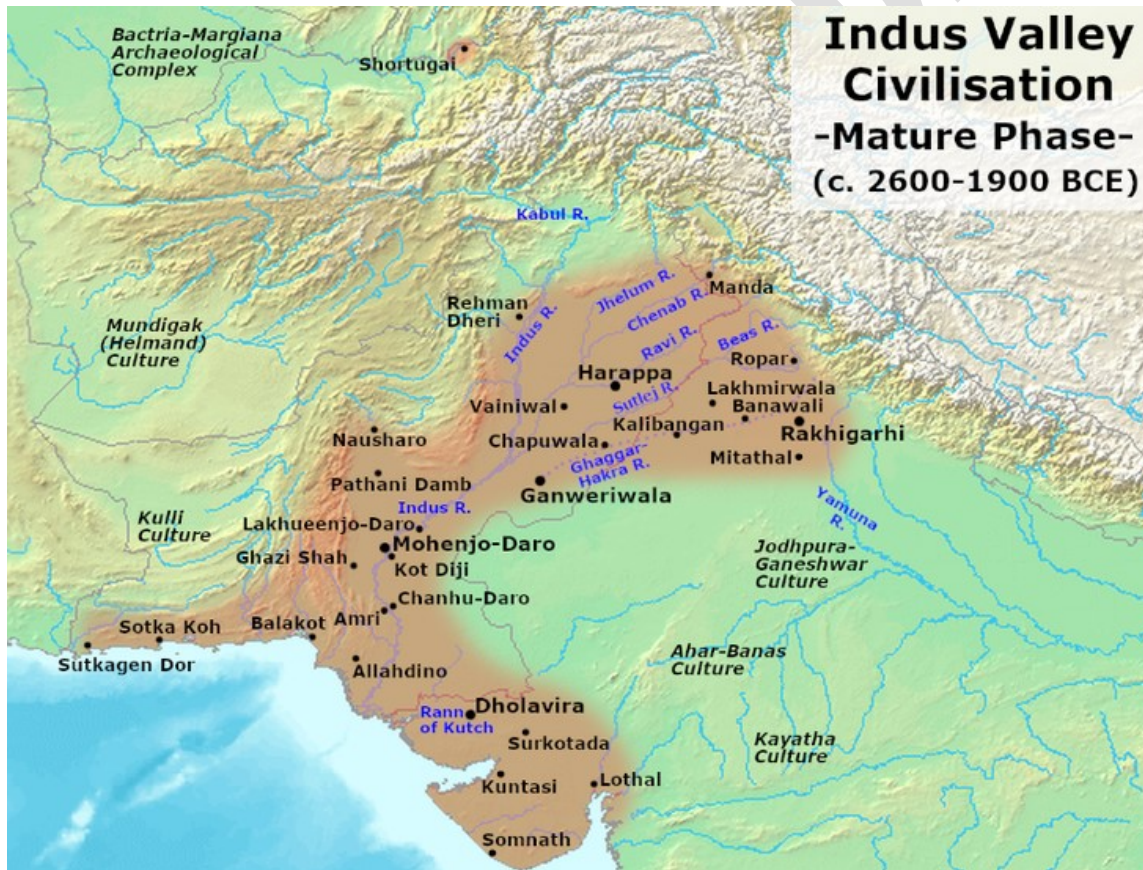 Indus Valley
Civilisation
-Mature Phase-
(c. 2600-1900 BCE)
Bactria-Margiana
Archaeological
Complex
Shortugai
Kabul R.
Manda
Jhelum R.
Chenab R.
Rehman
Dheri
Indus R.
Ravi R.
Beas R.
Mundigak
(Helmand)
Culture
Ropar
Harappa
Sutlej R.
Lakhmirwala
Vainiwal
Banawali
Kalibangan
Rakhigarhi
Nausharo
Chapuwala
Mitathal
Ghaggar-
Hakra R.
Pathani Damb
Ganweriwala
Indus R.
Yamuna
R.
Kulli
Culture
Lakhueenjo-Daro
Mohenjo-Daro
Ghazi Shah
Kot Diji
Jodhpura-
Ganeshwar
Culture
Chanhu-Daro
Amri
Balakot
Sotka Koh
Sutkagen Dor
Allahdino
Ahar-Banas
Culture
Dholavira
Rann
of Kutch
Surkotada
Kayatha
Culture
Kuntasi
Lothal
Somnath